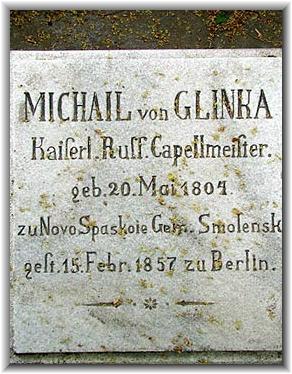 MICHAIL von GLINKA
Kaiserl. Russ. Capellmeister.
geb. 20. Mai 1804
zu Novo Spaskoie Gem. Smolensk
gest. 15. Febr. 1857 zu Berlin.